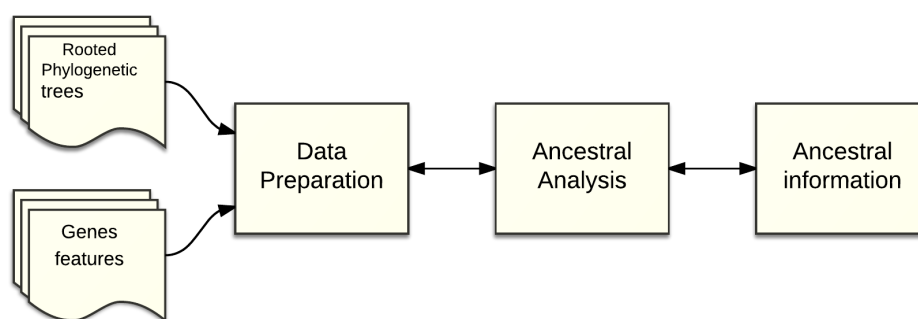 Rooted
Phylogenetic
trees
Genes
features
Data
Preparation
Ancestral
Analysis
Ancestral
information